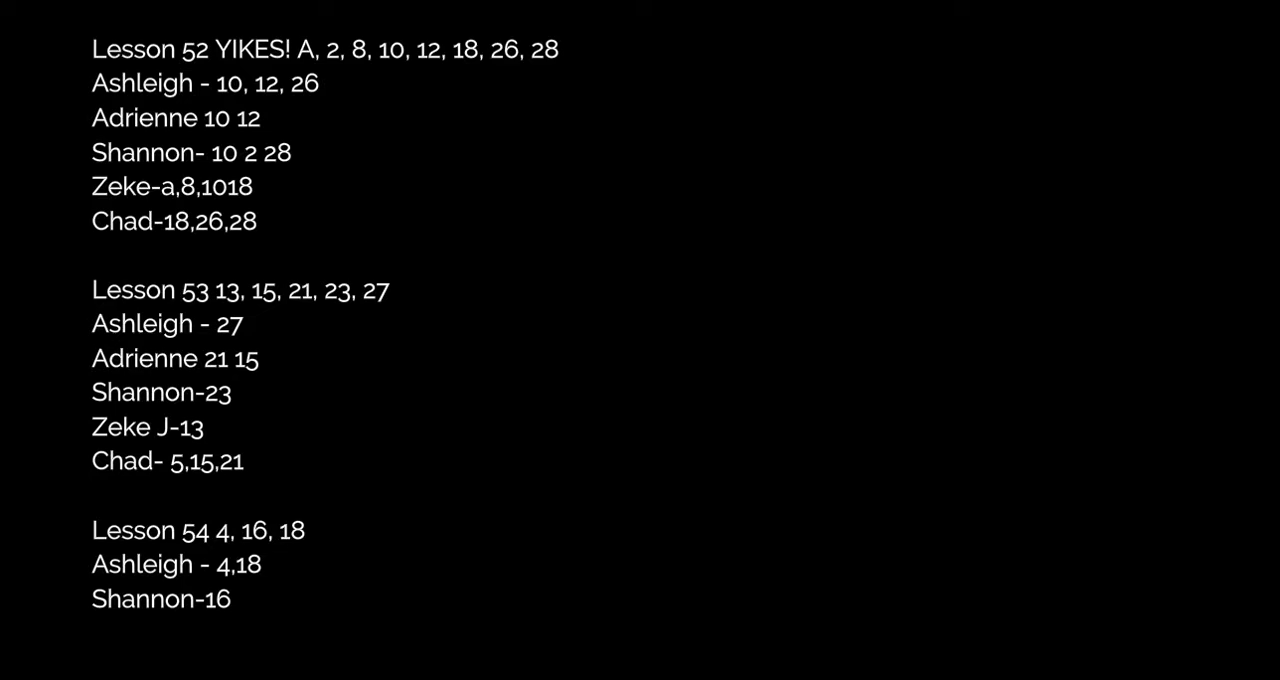 Lesson 52 YIKES! A, 2, 8, 10, 12, 18, 26, 28
Ashleigh - 10, 12, 26
Adrienne 10 12
Shannon- 10 2 28
Zeke-a,8,1018
Chad-18,26,28
Lesson 53 13, 15, 21, 23, 27
Ashleigh - 27
Adrienne 21 15
Shannon-23
Zeke J-13
Chad- 5,15,21
Lesson 54 4, 16, 18
Ashleigh - 4,18
Shannon-16